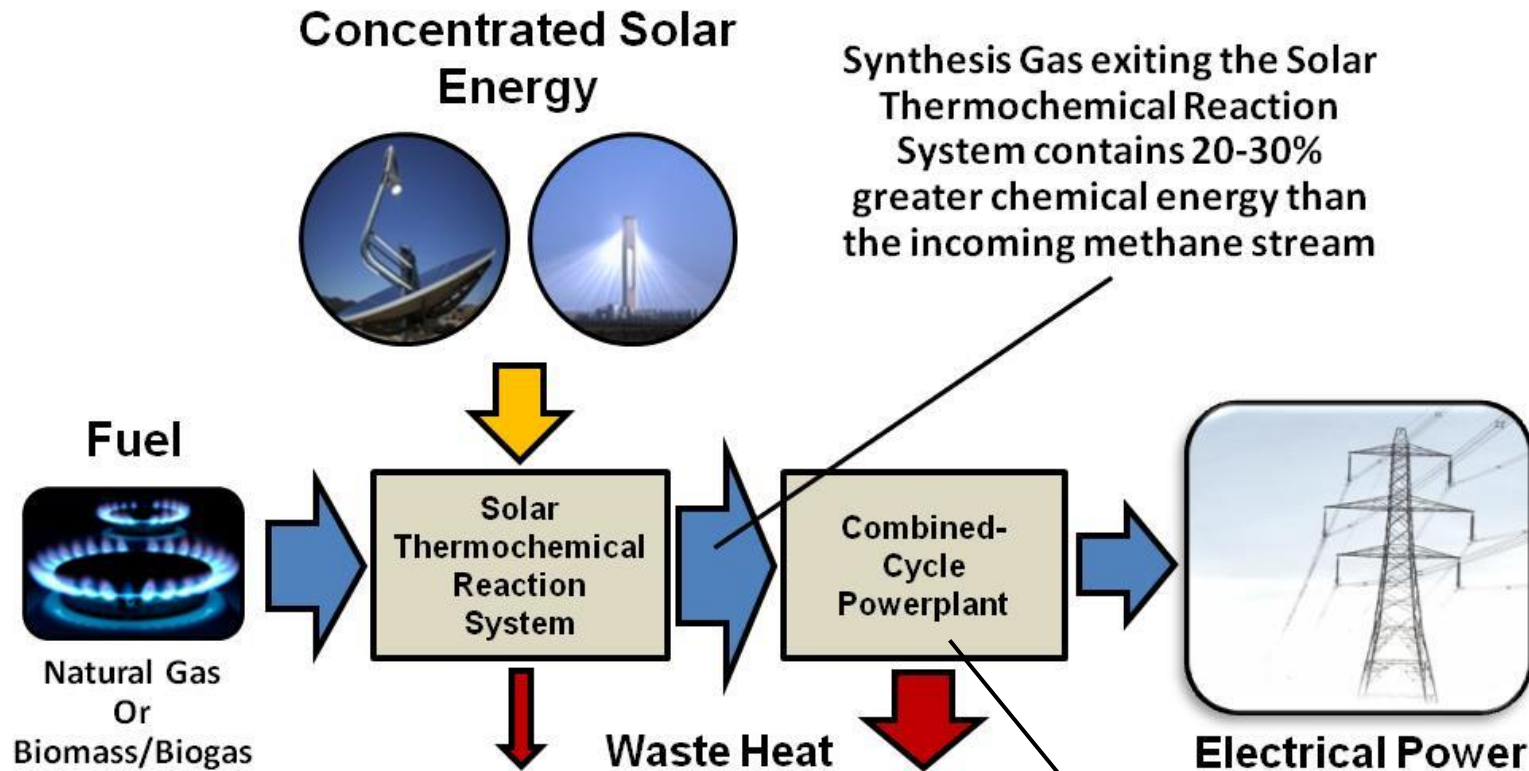 Concentrated Solar
Energy
Synthesis Gas exiting the Solar
Thermochemical Reaction
System contains 20-30%
greater chemical energy than
the incoming methane stream
Fuel
Natural Gas
Or
Biomass/Biogas
Solar
Thermochemical
Reaction
System
Combined-
Cycle
Powerplant
Waste Heat
Electrical Power